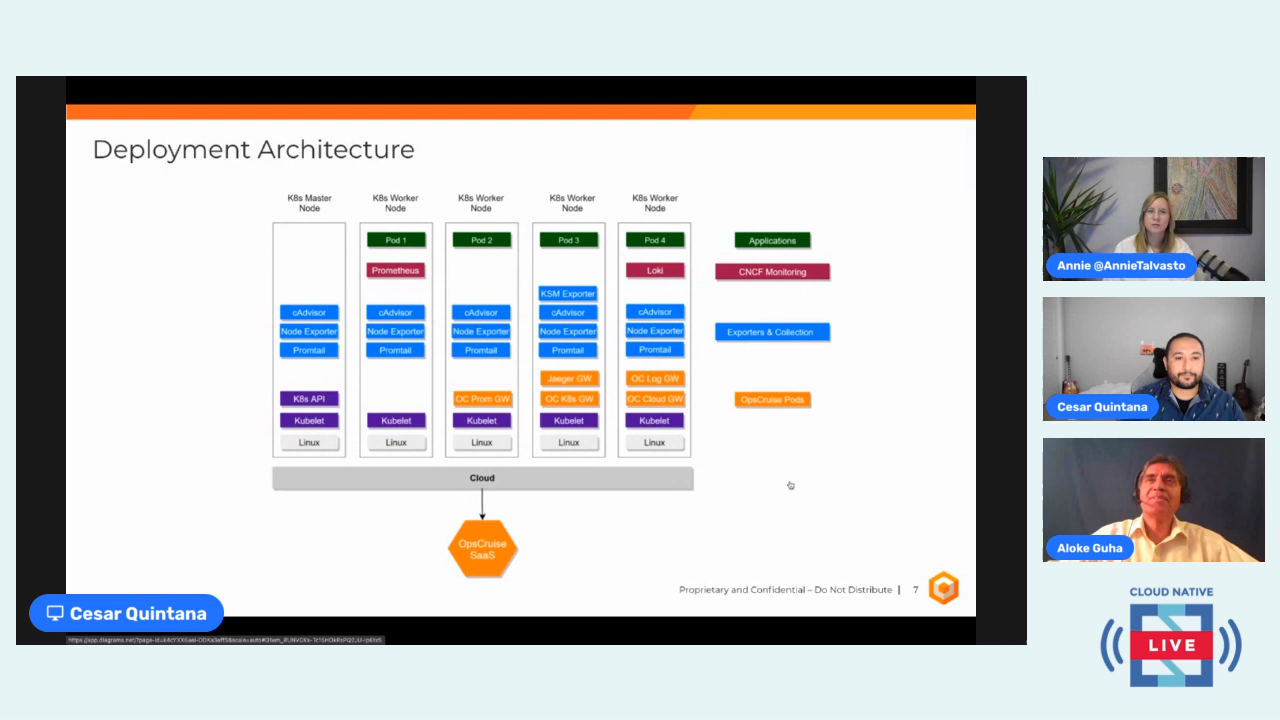 Deployment Architecture
K8s Master
Node
K8s Worker
Node
K8s Worker
Node
K8s Worker
Node
K8s Worker
Node
Pod 1
Pod 2
Pod 3
Pod 4
Applications
Prometheus
Loki
CNCF Monitoring
KSM Exporter
cAdvisor
cAdvisor
cAdvisor
cAdvisor
cAdvisor
Node Exporter
Node Exporter
Node Exporter
Node Exporter
Node Exporter
Exporters & Collection
Promtail
Promtail
Promtail
Promtail
Promtail
Jaeger GW
OC Log GW
K8s API
OC Prom GW
OC K8s GW
OC Cloud GW
OpsCruise Pods
Kubelet
Kubelet
Kubelet
Kubelet
Kubelet
Linux
Linux
Linux
Linux
Linux
Cloud
OpsCruise
SaaS
Proprietary and Confidential – Do Not Distribute | 7
Cesar Quintana
Annie @AnnieTalvasto
Cesar Quintana
Aloke Guha
CLOUD NATIVE
LIVE